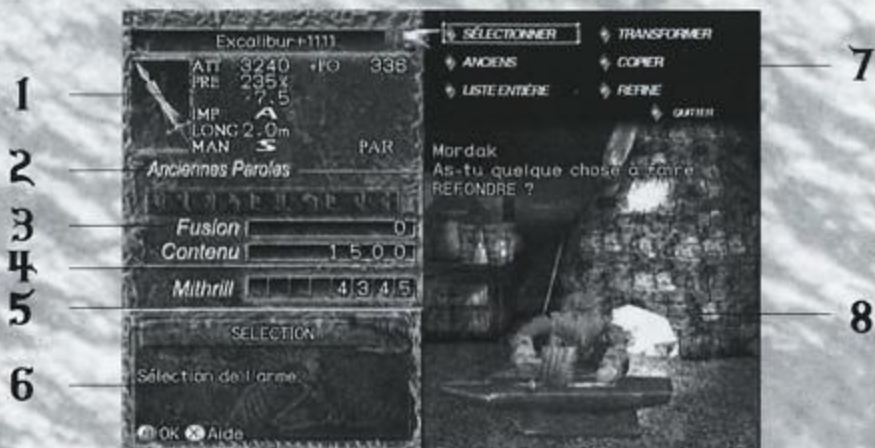 Excalibur+1111
ATT 3240 +PO 336
PRE 235%
-7.5
IMP A
LONG 2.0m
MAN S PAR
Anciennes Paroles
Fusion 0
Contenu 1500
Mithrill 4345
SELECTION
Sélection de l'arme.
OK Aide
SÉLECTIONNER TRANSFORMER
ANCIENS COPIER
LISTE ENTIÈRE REFINE
QUITTER
Mordak
As-tu quelque chose à faire
REFONDRE ?
1
2
3
4
5
6
7
8